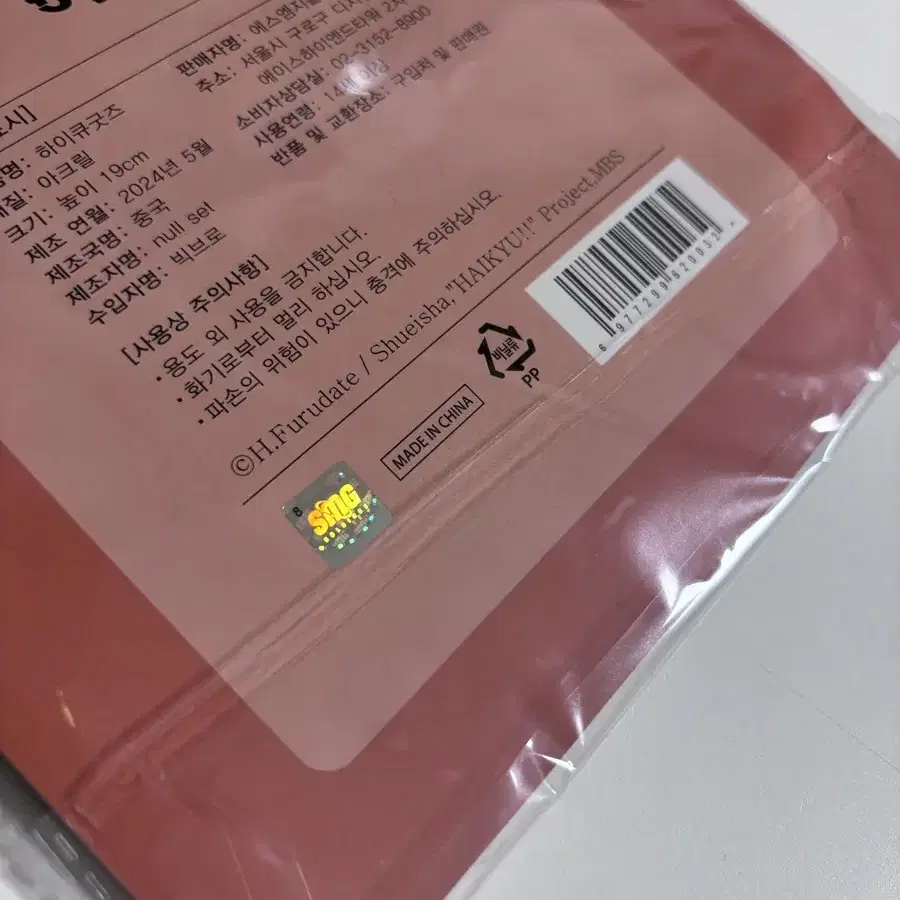 판매자명: 에스엠지홀
주소: 서울시 구로구 디지
에이스하이엔드타워 2차
소비자상담실: 02-3152-8900
사용연령: 14세 이상
반품 및 교환장소: 구입처 및 판매원
표시]
품명: 하이큐굿즈
재질: 아크릴
크기: 높이 19cm
제조 연월: 2024년 5월
제조국명: 중국
제조자명: null set
수입자명: 빅브로
[사용상 주의사항]
· 용도 외 사용을 금지합니다.
· 화기로부터 멀리 하십시오.
· 파손의 위험이 있으니 충격에 주의하십시오.
©H.Furudate / Shueisha,"HAIKYU!!" Project.MBS
MADE IN CHINA
비닐류
PP
6977299620032
8
SMG